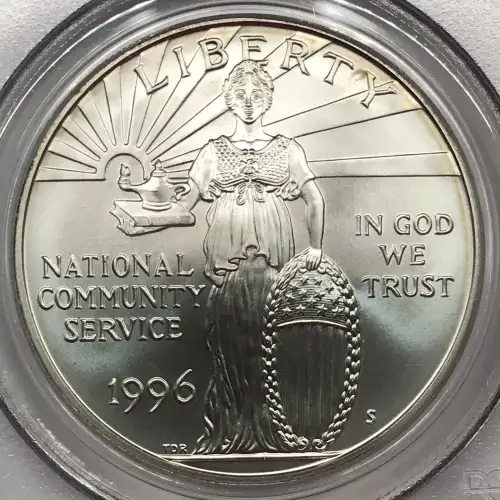 LIBERTY
NATIONAL
COMMUNITY
SERVICE
1996
IN GOD
WE
TRUST
TDR
S